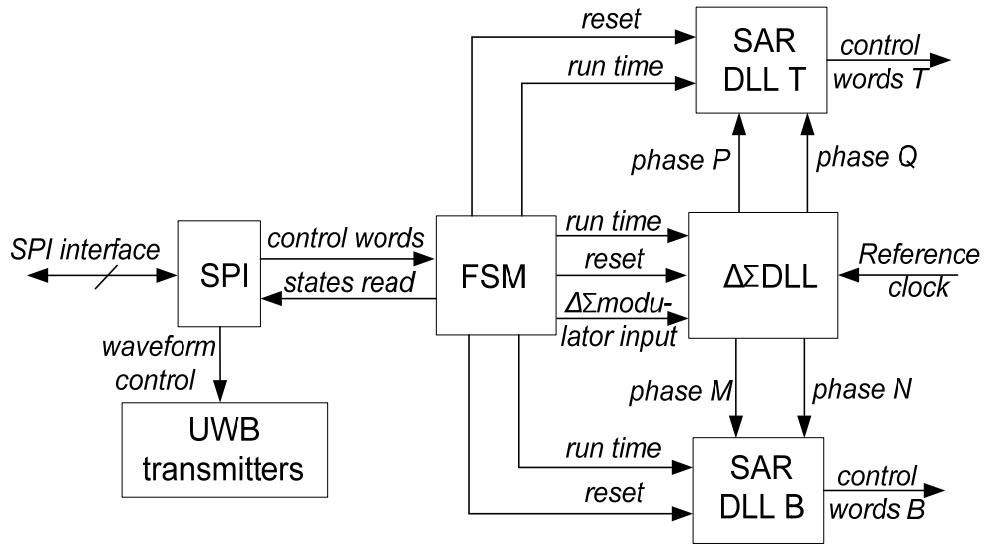 reset
run time
SAR
DLL T
control
words T
phase P
phase Q
SPI interface
SPI
control words
states read
FSM
run time
reset
ΔΣmodu-
lator input
ΔΣDLL
Reference
clock
waveform
control
UWB
transmitters
phase M
phase N
run time
reset
SAR
DLL B
control
words B